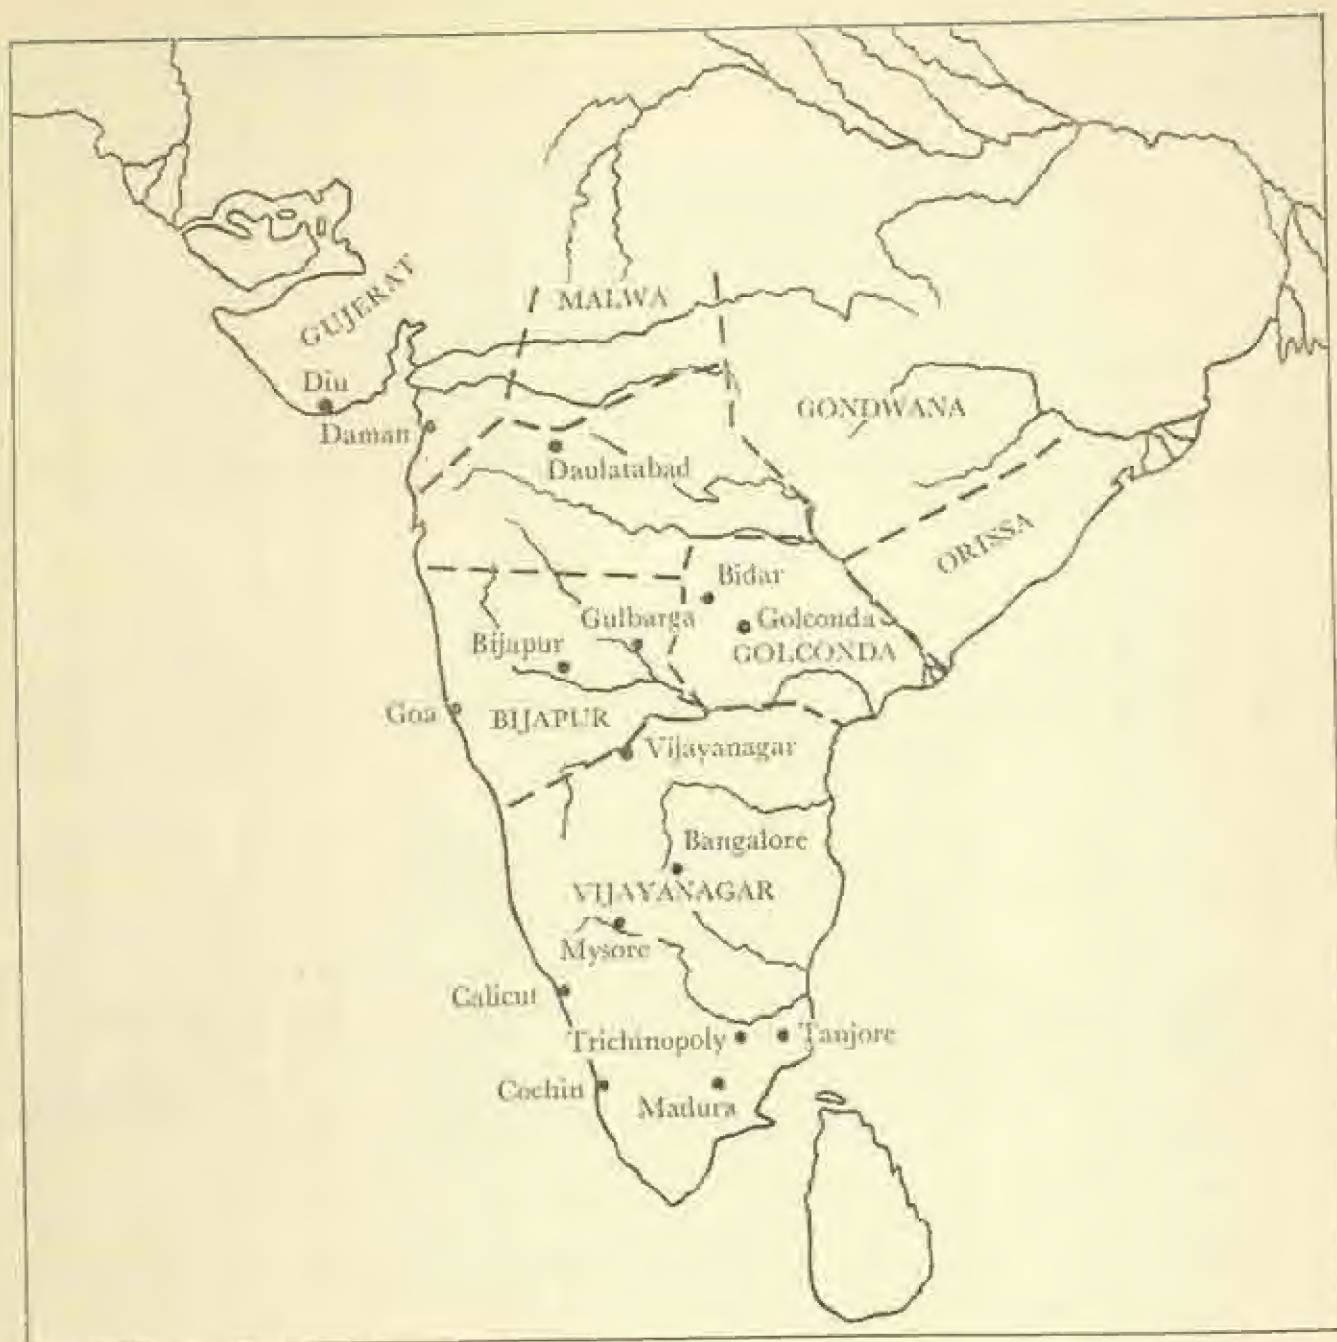 MALWA
GUJERAT
Diu
Daman
GONDWANA
Daulatabad
ORISSA
Bidar
Gulbarga
Golconda
Bijapur
GOLCONDA
Goa
BIJAPUR
Vijayanagar
Bangalore
VIJAYANAGAR
Mysore
Calicut
Trichinopoly
Tanjore
Cochin
Madura